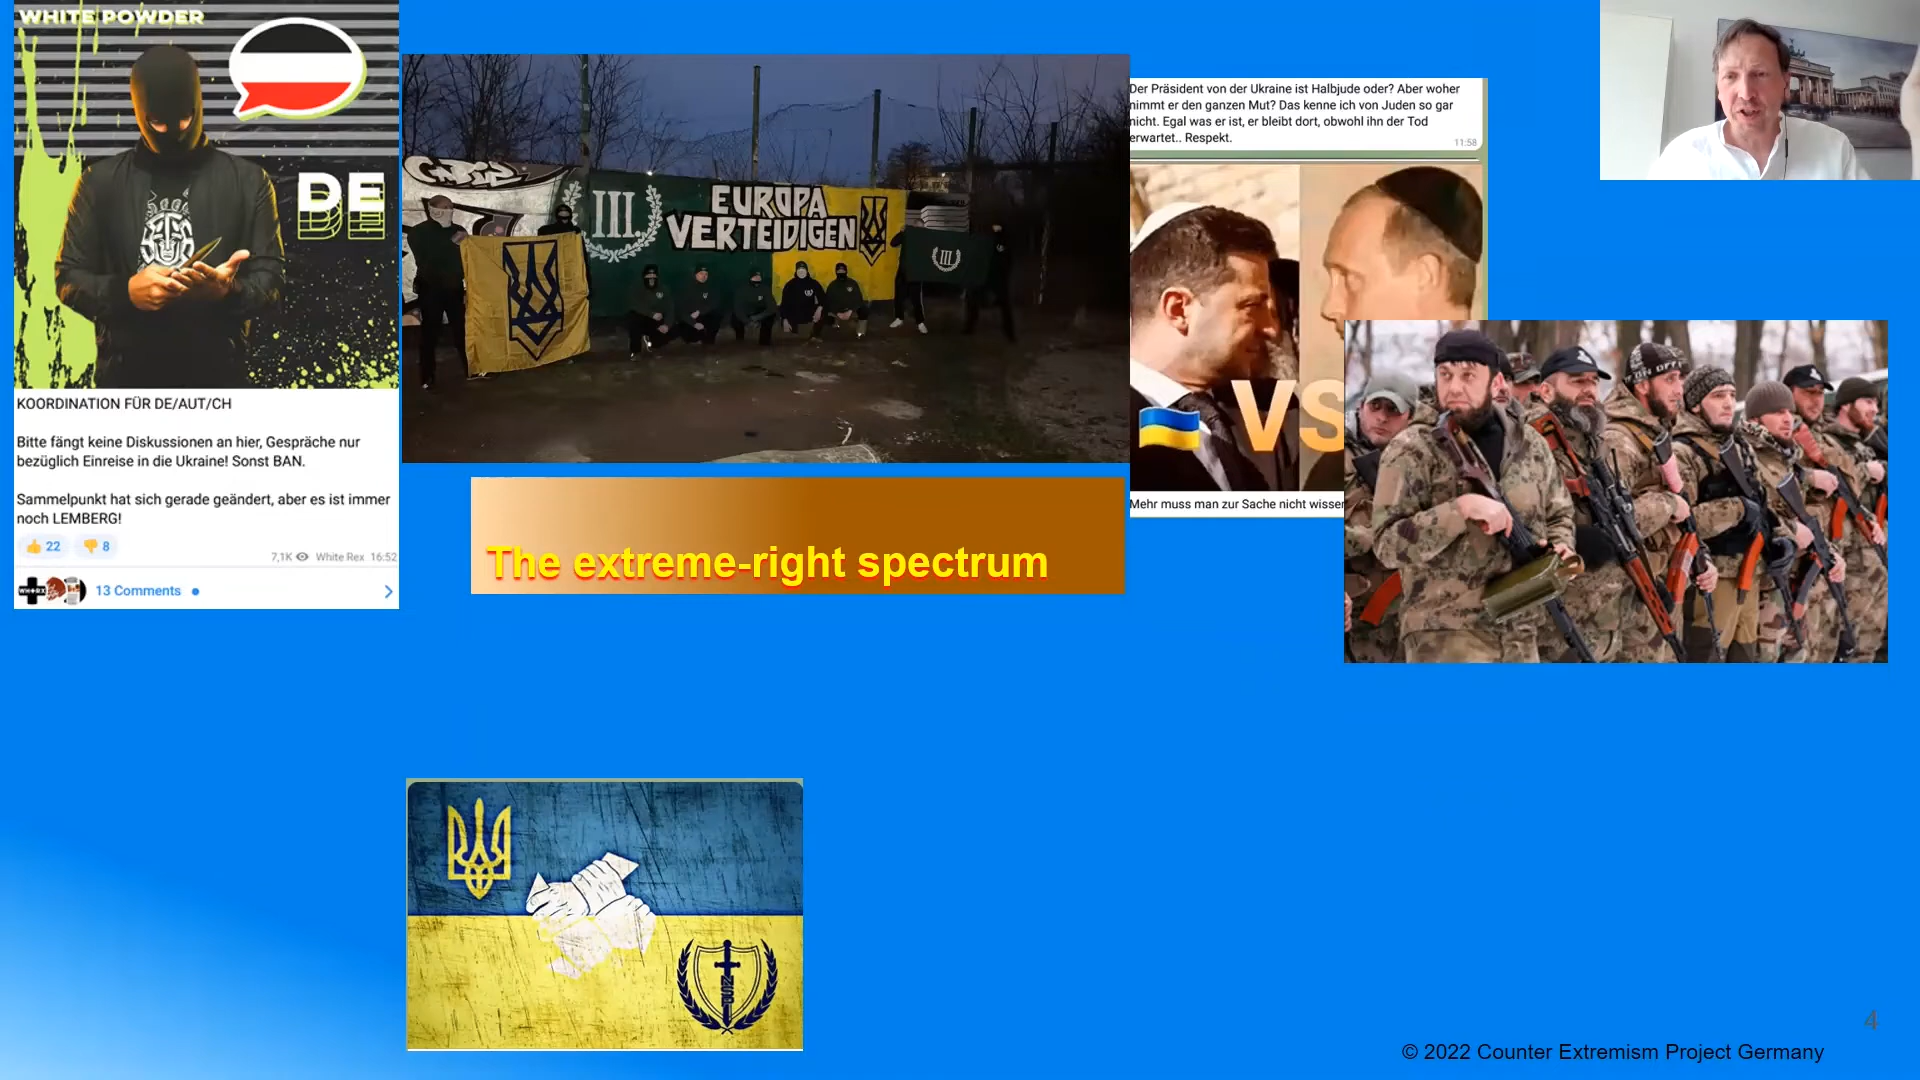 WHITE POWDER
DE
DE
KOORDINATION FÜR DE/AUT/CH
Bitte fängt keine Diskussionen an hier, Gespräche nur
bezüglich Einreise in die Ukraine! Sonst BAN.
Sammelpunkt hat sich gerade geändert, aber es ist immer
noch LEMBERG!
22
8
7,1K White Rex 16:52
13 Comments
III.
EUROPA
VERTEIDIGEN
III
Der Präsident von der Ukraine ist Halbjude oder? Aber woher
nimmt er den ganzen Mut? Das kenne ich von Juden so gar
nicht. Egal was er ist, er bleibt dort, obwohl ihn der Tod
erwartet.. Respekt.
11:58
VS
Mehr muss man zur Sache nicht wissen
The extreme-right spectrum
4
© 2022 Counter Extremism Project Germany